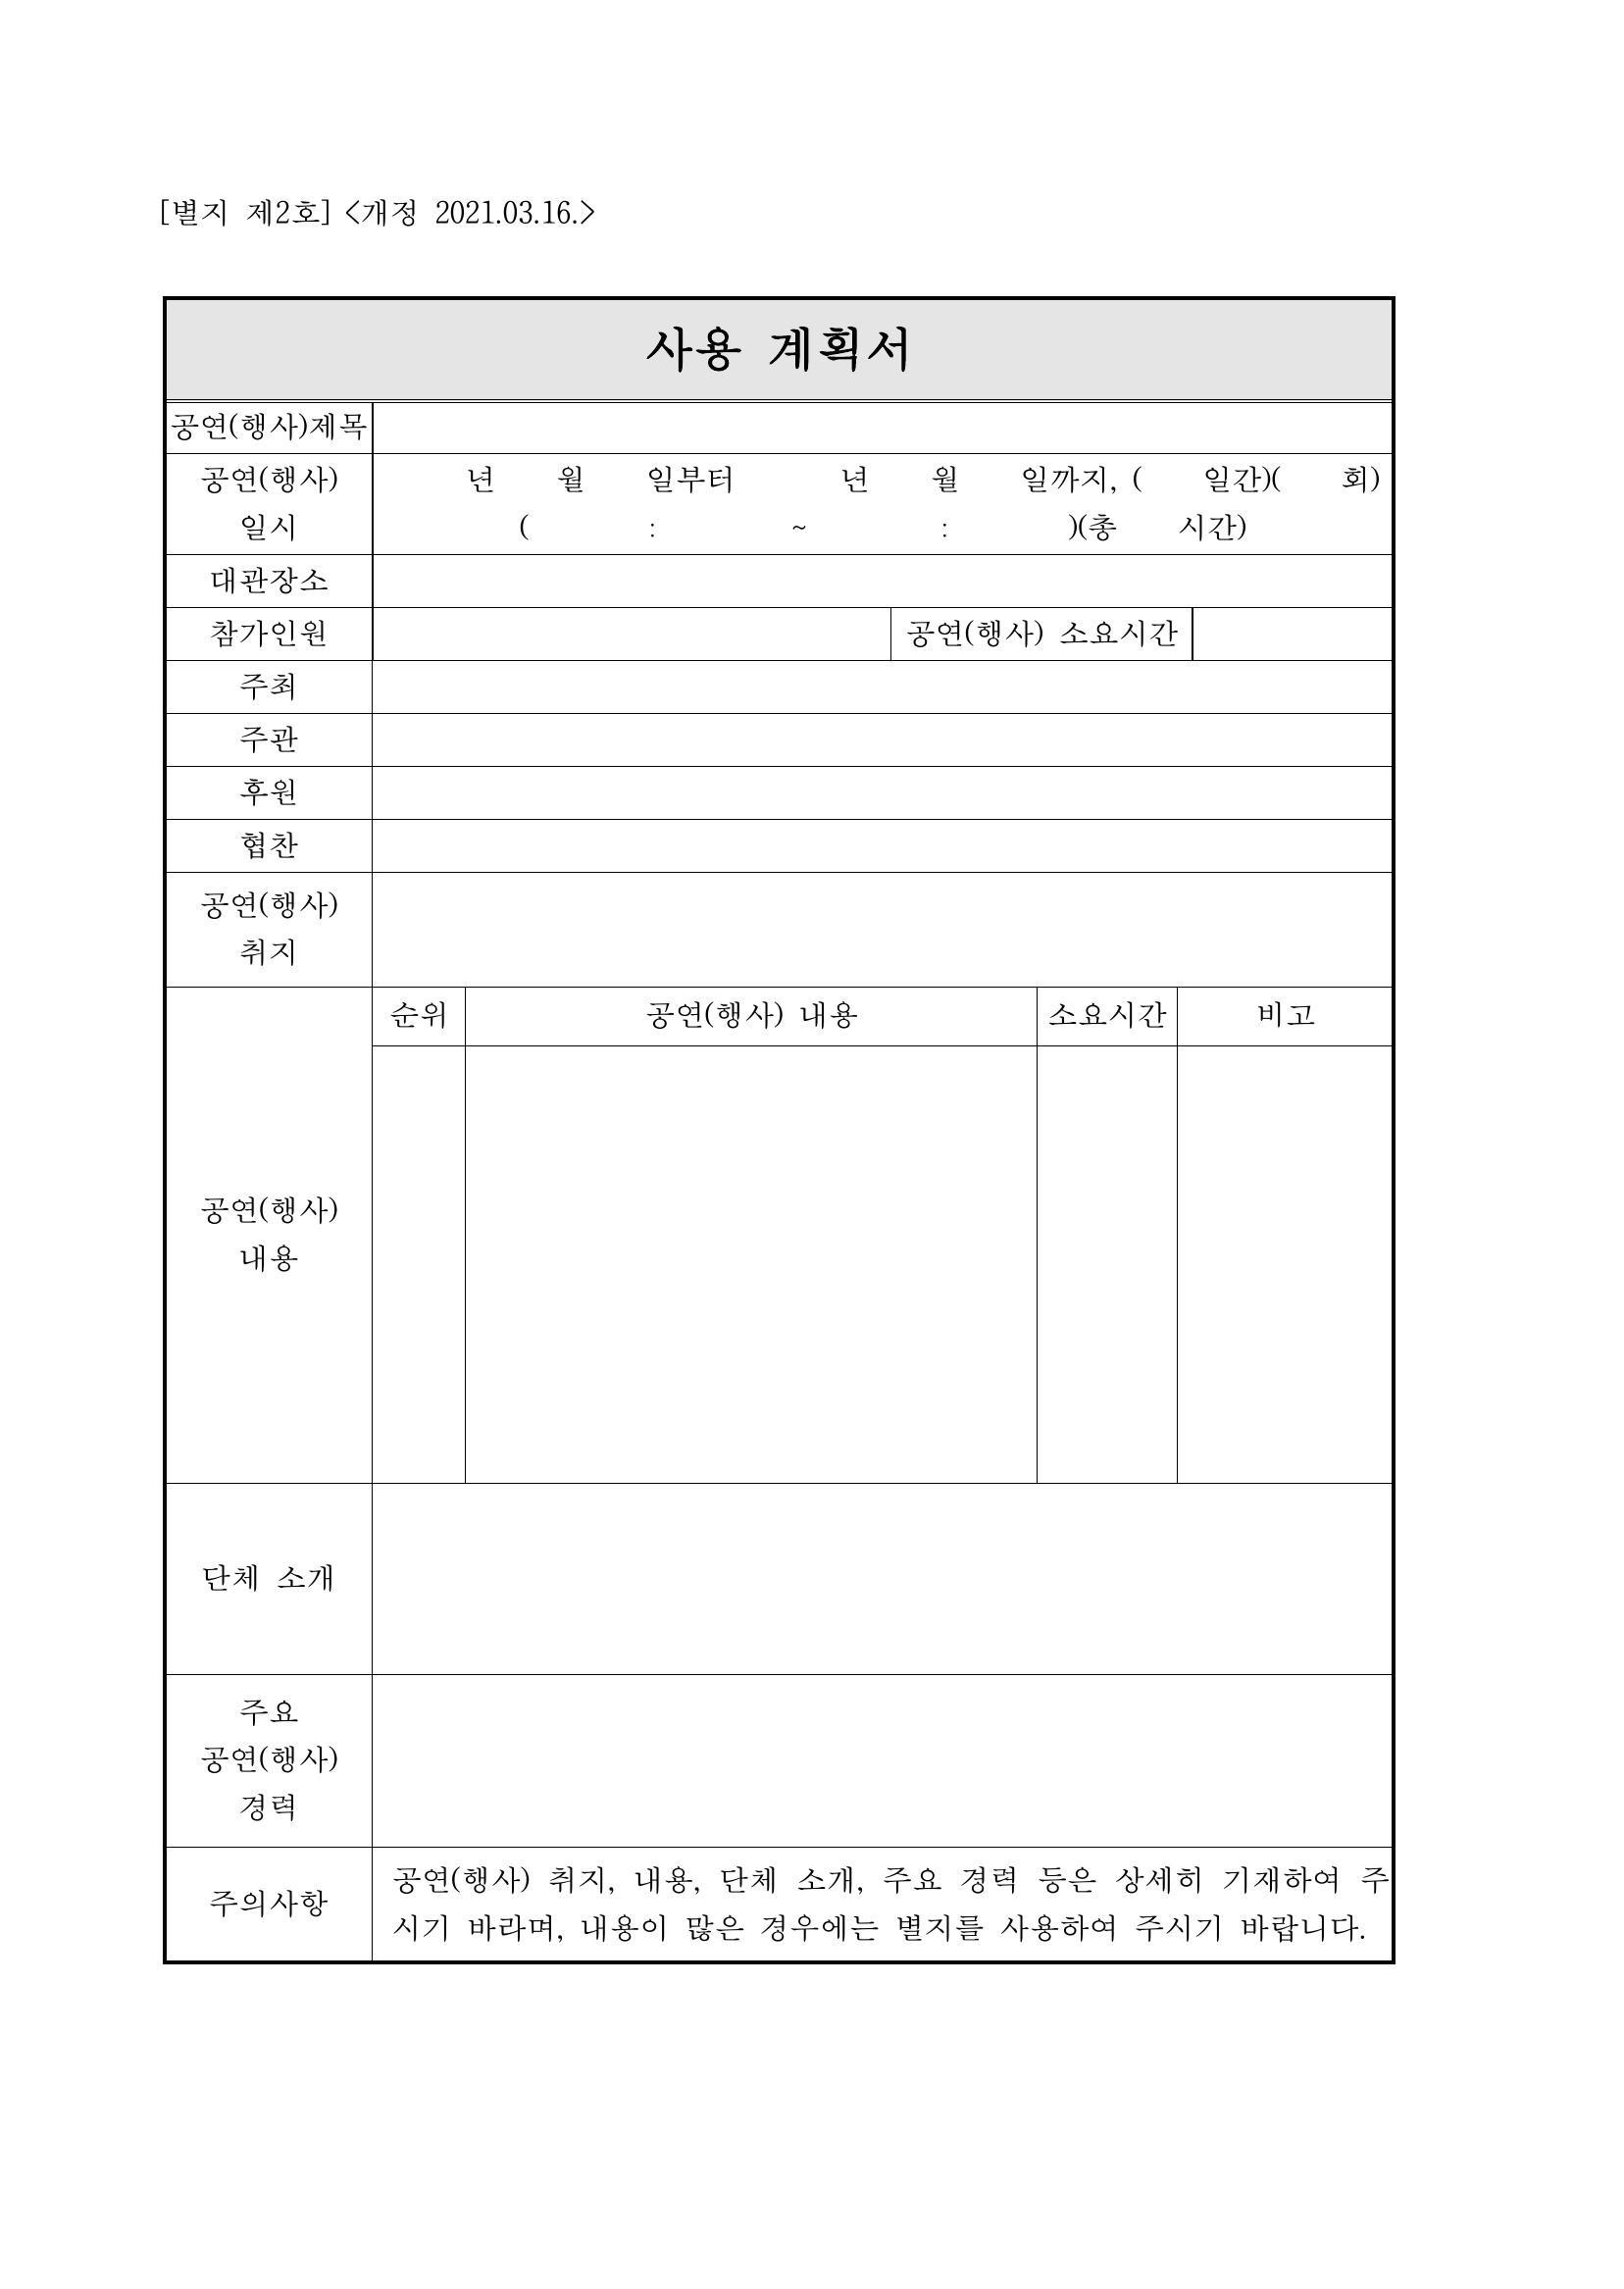 [별지 제2호] <개정 2021.03.16.>
사용 계획서
공연(행사)제목
공연(행사)
일시
년 월 일부터 년 월 일까지, ( 일간)( 회)
( : ~ : )(총 시간)
대관장소
참가인원
공연(행사) 소요시간
주최
주관
후원
협찬
공연(행사)
취지
공연(행사)
내용
순위 공연(행사) 내용 소요시간 비고
단체 소개
주요
공연(행사)
경력
주의사항
공연(행사) 취지, 내용, 단체 소개, 주요 경력 등은 상세히 기재하여 주
시기 바라며, 내용이 많은 경우에는 별지를 사용하여 주시기 바랍니다.